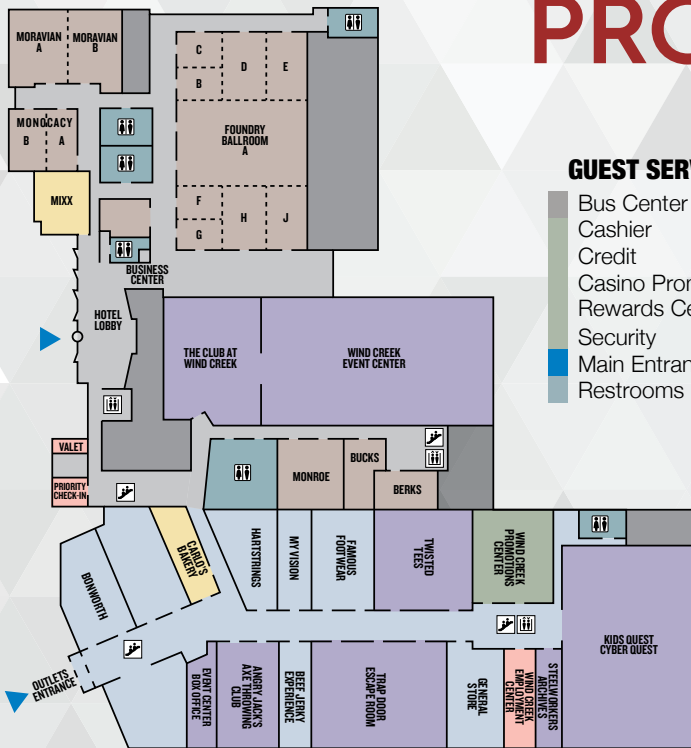 PRO
GUEST SER
Bus Center
Cashier
Credit
Casino Pro
Rewards Ce
Security
Main Entran
Restrooms
MORAVIAN
A
MORAVIAN
B
MONOCACY
B
A
MIXX
C
B
D
E
FOUNDRY
BALLROOM
A
F
G
H
J
BUSINESS
CENTER
HOTEL
LOBBY
THE CLUB AT
WIND CREEK
WIND CREEK
EVENT CENTER
VALET
PRIORITY
CHECK-IN
MONROE
BUCKS
BERKS
BONWORTH
CARLO'S
BAKERY
HARTSTRINGS
MY VISION
FAMOUS
FOOTWEAR
TWISTED
TEES
WIND CREEK
PROMOTIONS
CENTER
KIDS QUEST
CYBER QUEST
OUTLETS
ENTRANCE
EVENT CENTER
BOX OFFICE
ANGRY JACK'S
AXE THROWING
CLUB
BEEF JERKY
EXPERIENCE
TRAP DOOR
ESCAPE ROOM
GENERAL
STORE
WIND CREEK
EMPLOYMENT
CENTER
STEELWORKERS
ARCHIVES